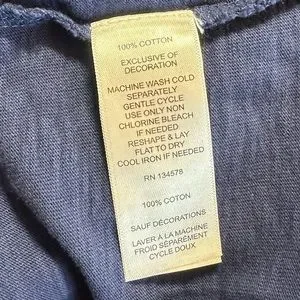 100% COTTON
EXCLUSIVE OF
DECORATION
MACHINE WASH COLD
SEPARATELY
GENTLE CYCLE
USE ONLY NON
CHLORINE BLEACH
IF NEEDED
RESHAPE & LAY
FLAT TO DRY
COOL IRON IF NEEDED
RN 134578
100% COTON
SAUF DÉCORATIONS
LAVER À LA MACHINE
FROID SÉPARÉMENT
CYCLE DOUX